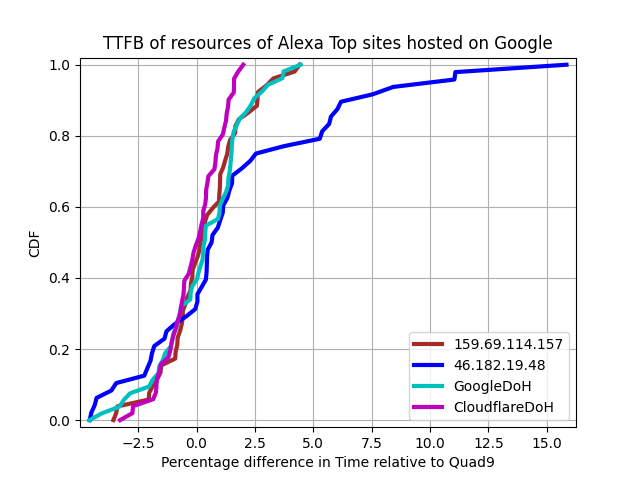 TTFB of resources of Alexa Top sites hosted on Google
1.0
0.8
0.6
0.4
0.2
0.0
CDF
159.69.114.157
46.182.19.48
GoogleDoH
CloudflareDoH
−2.5 0.0 2.5 5.0 7.5 10.0 12.5 15.0
Percentage difference in Time relative to Quad9